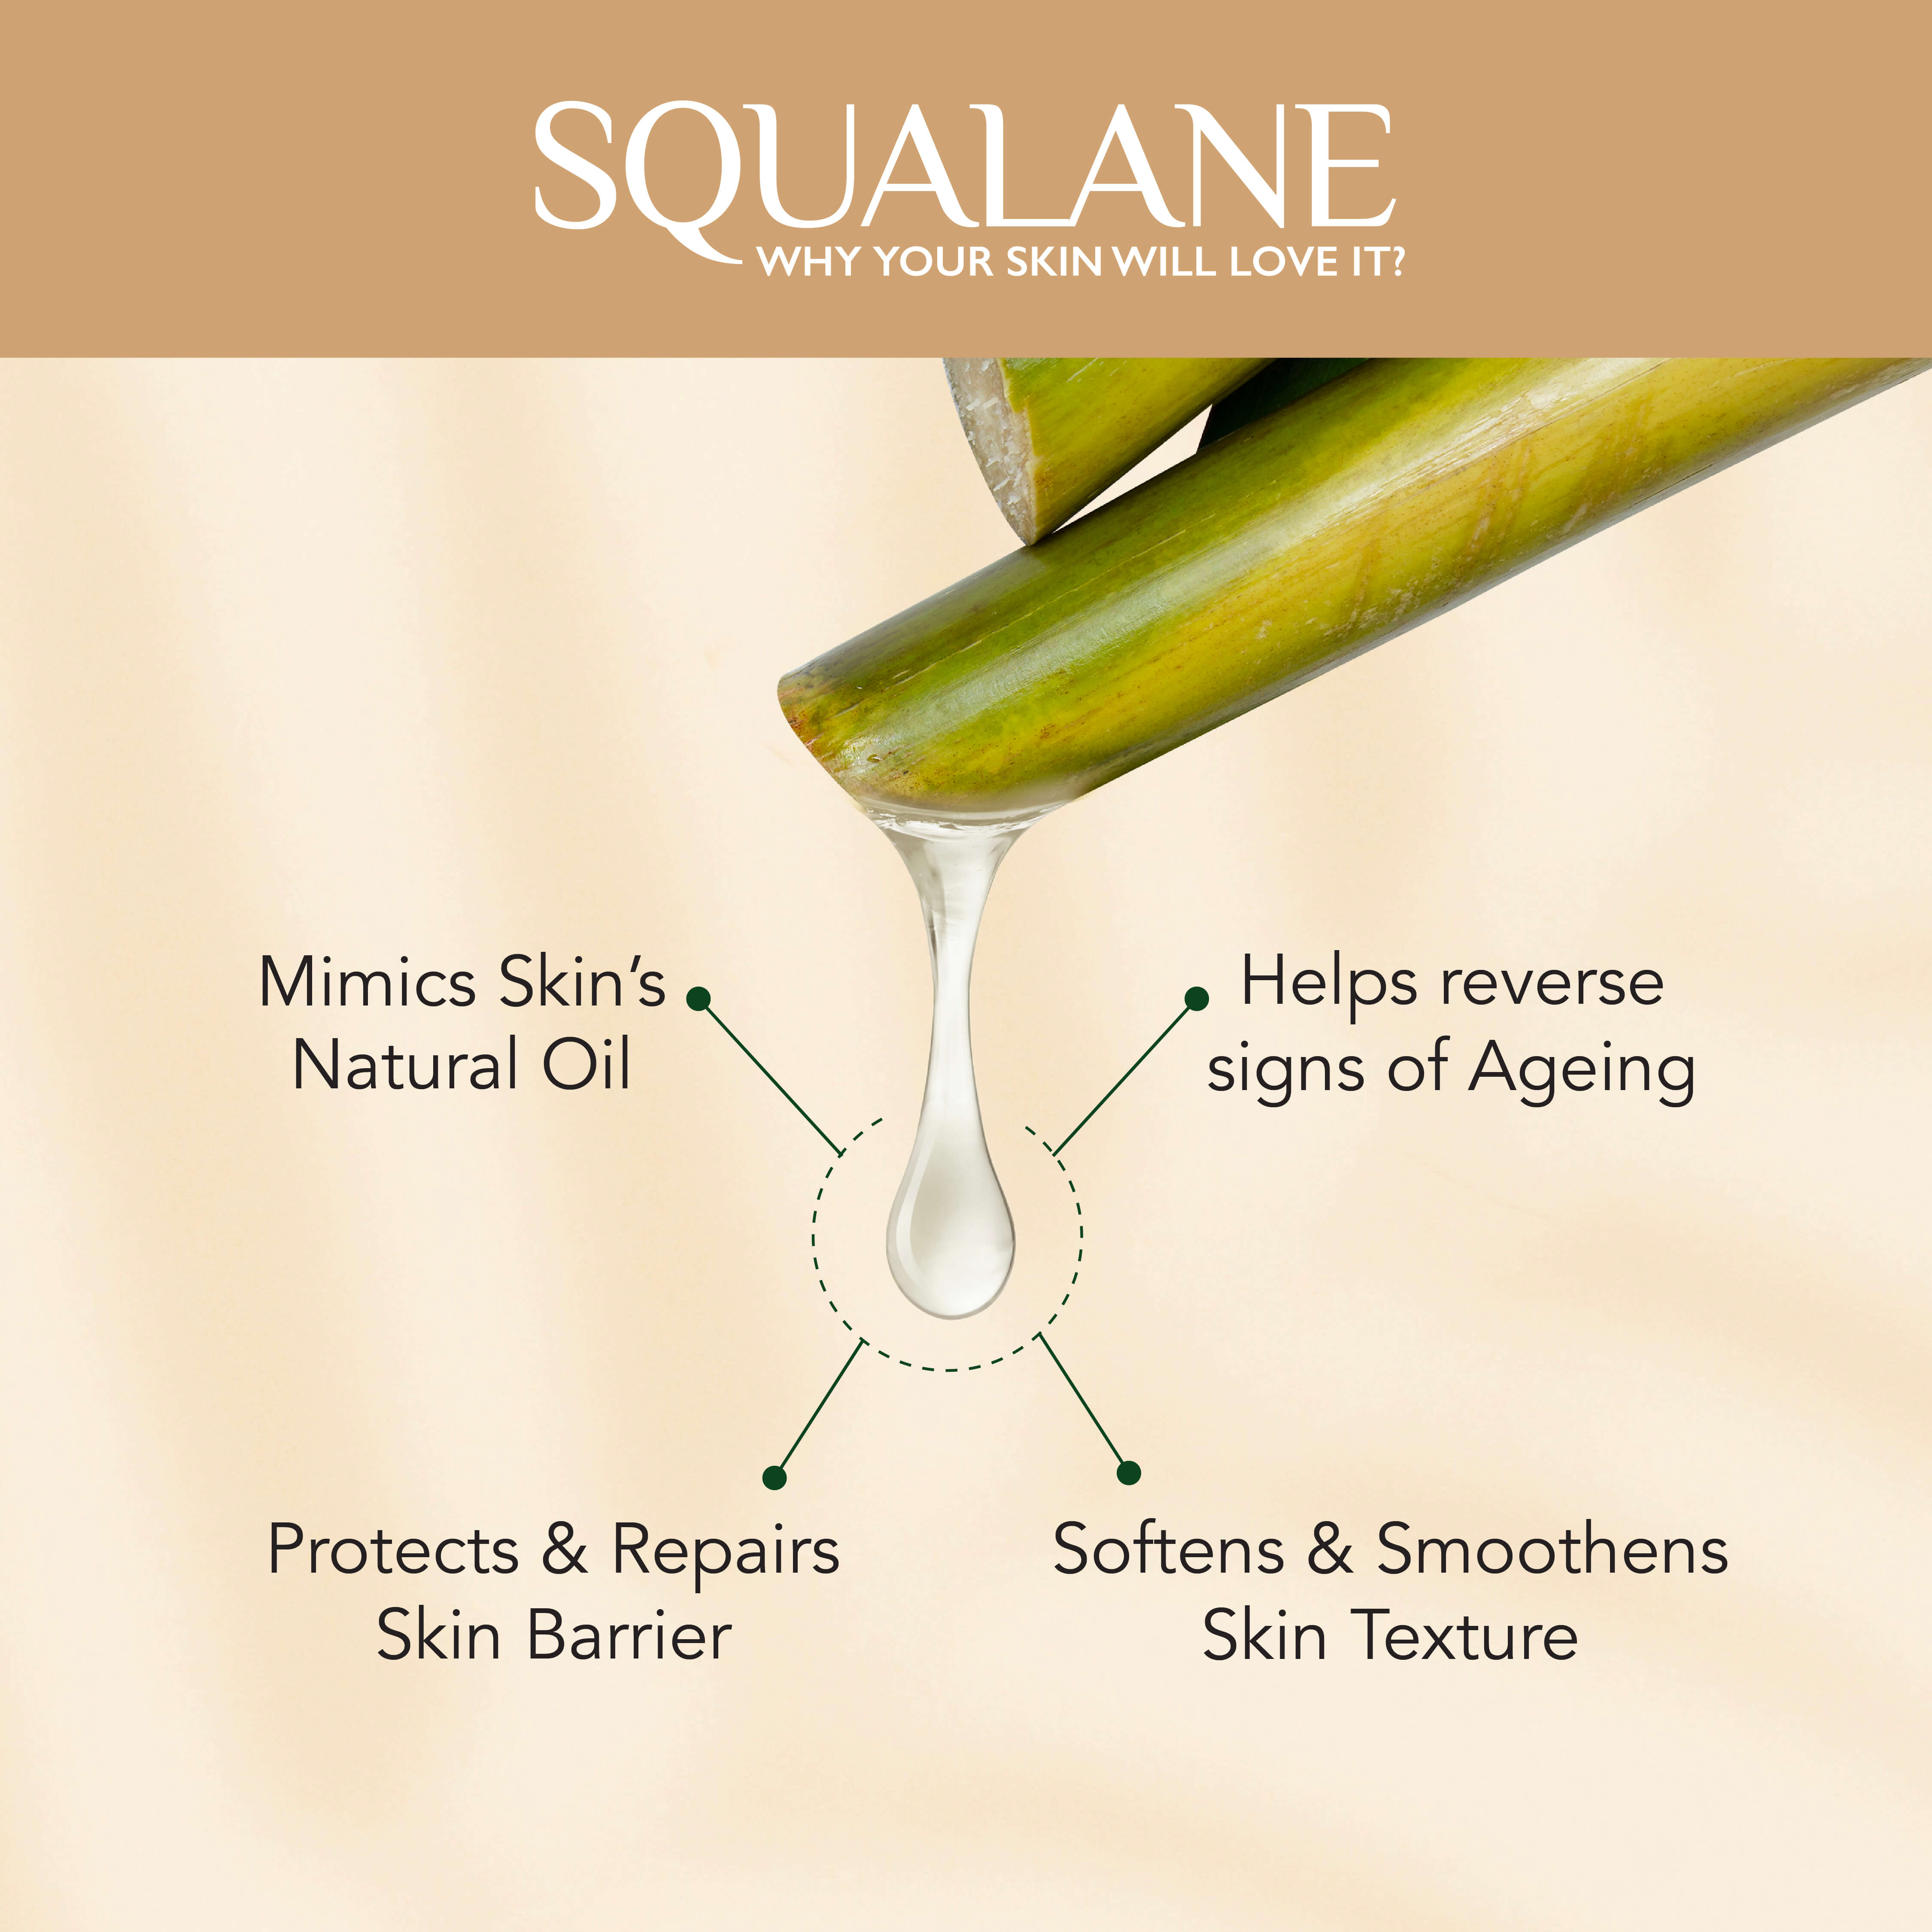 SQUALANE
WHY YOUR SKIN WILL LOVE IT?
Mimics Skin’s
Natural Oil
Helps reverse
signs of Ageing
Protects & Repairs
Skin Barrier
Softens & Smoothens
Skin Texture